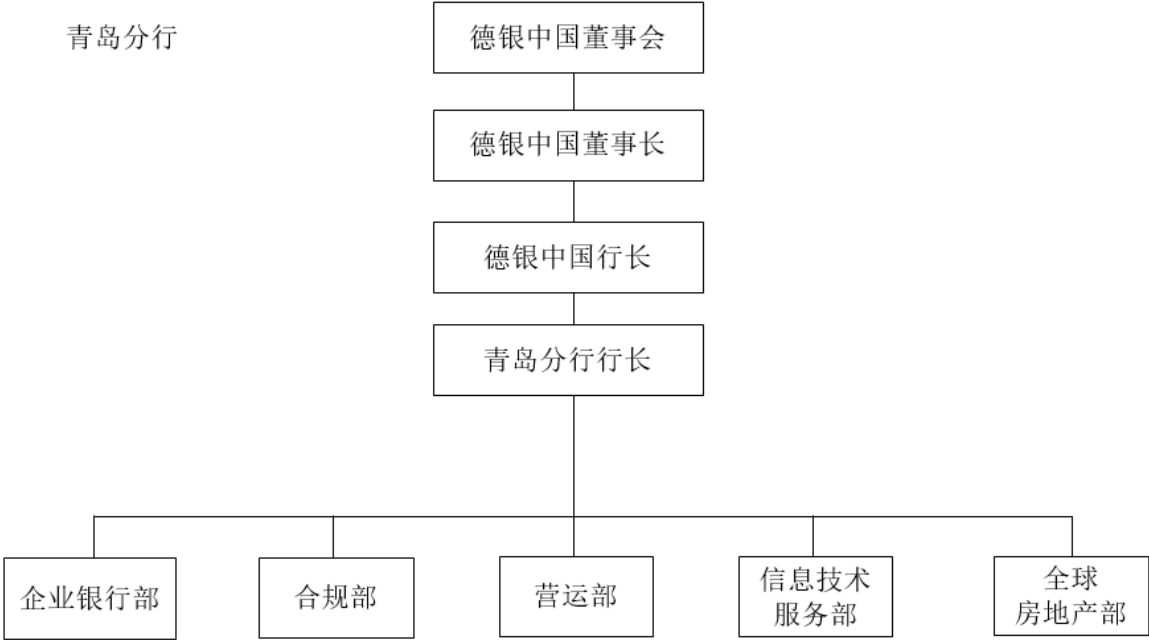 青岛分行
德银中国董事会
德银中国董事长
德银中国行长
青岛分行行长
企业银行部
合规部
营运部
信息技术
服务部
全球
房地产部